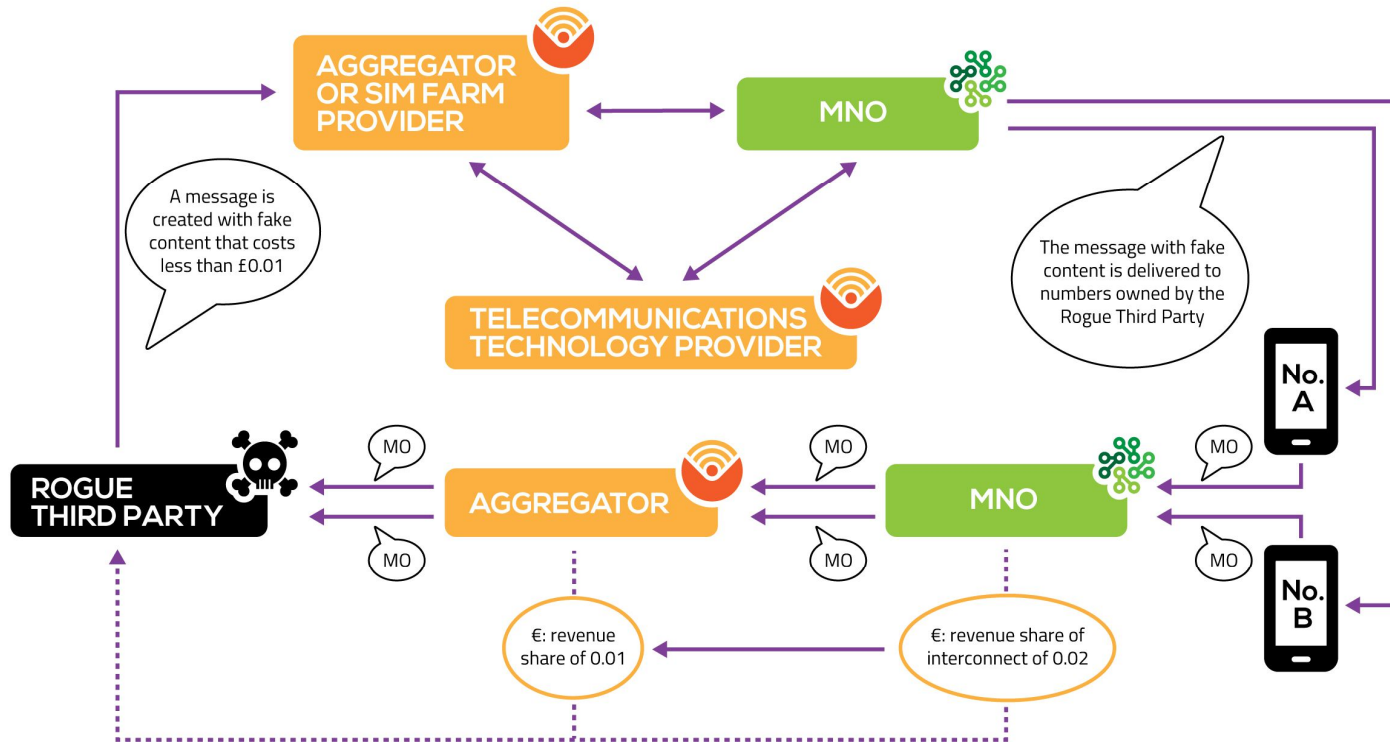 AGGREGATOR
OR SIM FARM
PROVIDER
MNO
A message is
created with fake
content that costs
less than £0.01
The message with fake
content is delivered to
numbers owned by the
Rogue Third Party
TELECOMMUNICATIONS
TECHNOLOGY PROVIDER
No.
A
MO
MO
MO
ROGUE
THIRD PARTY
AGGREGATOR
MNO
MO
MO
MO
No.
B
€: revenue
share of 0.01
€: revenue share of
interconnect of 0.02